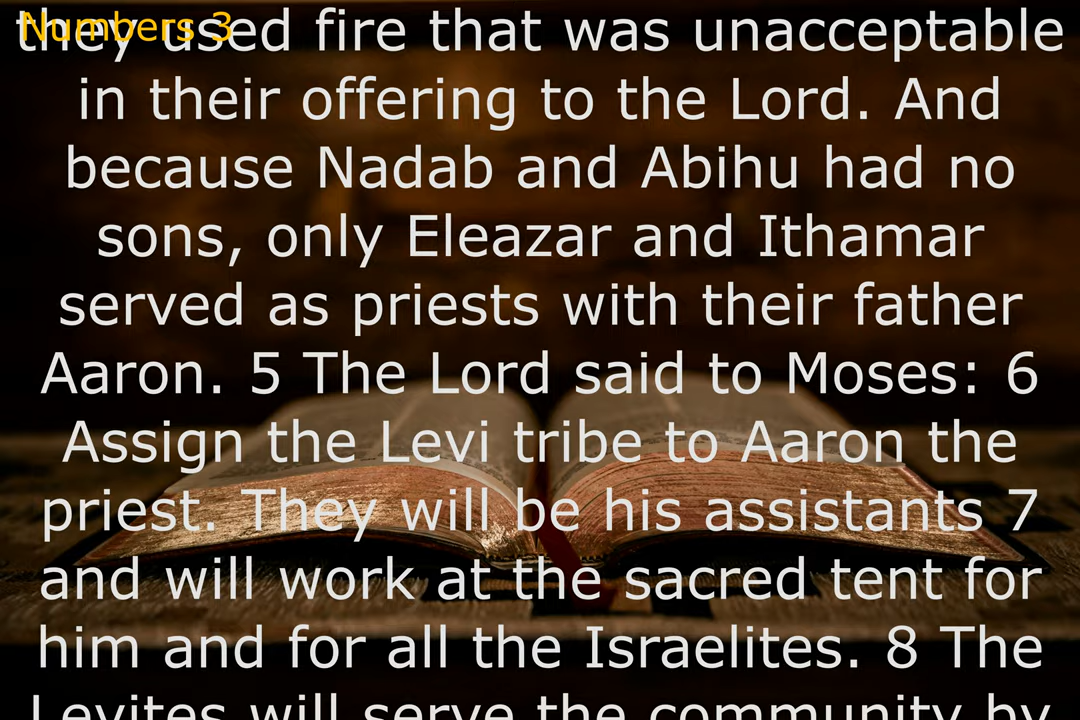 Numbers 3
they used fire that was unacceptable
in their offering to the Lord. And
because Nadab and Abihu had no
sons, only Eleazar and Ithamar
served as priests with their father
Aaron. 5 The Lord said to Moses: 6
Assign the Levi tribe to Aaron the
priest. They will be his assistants 7
and will work at the sacred tent for
him and for all the Israelites. 8 The
Levites will serve the community by